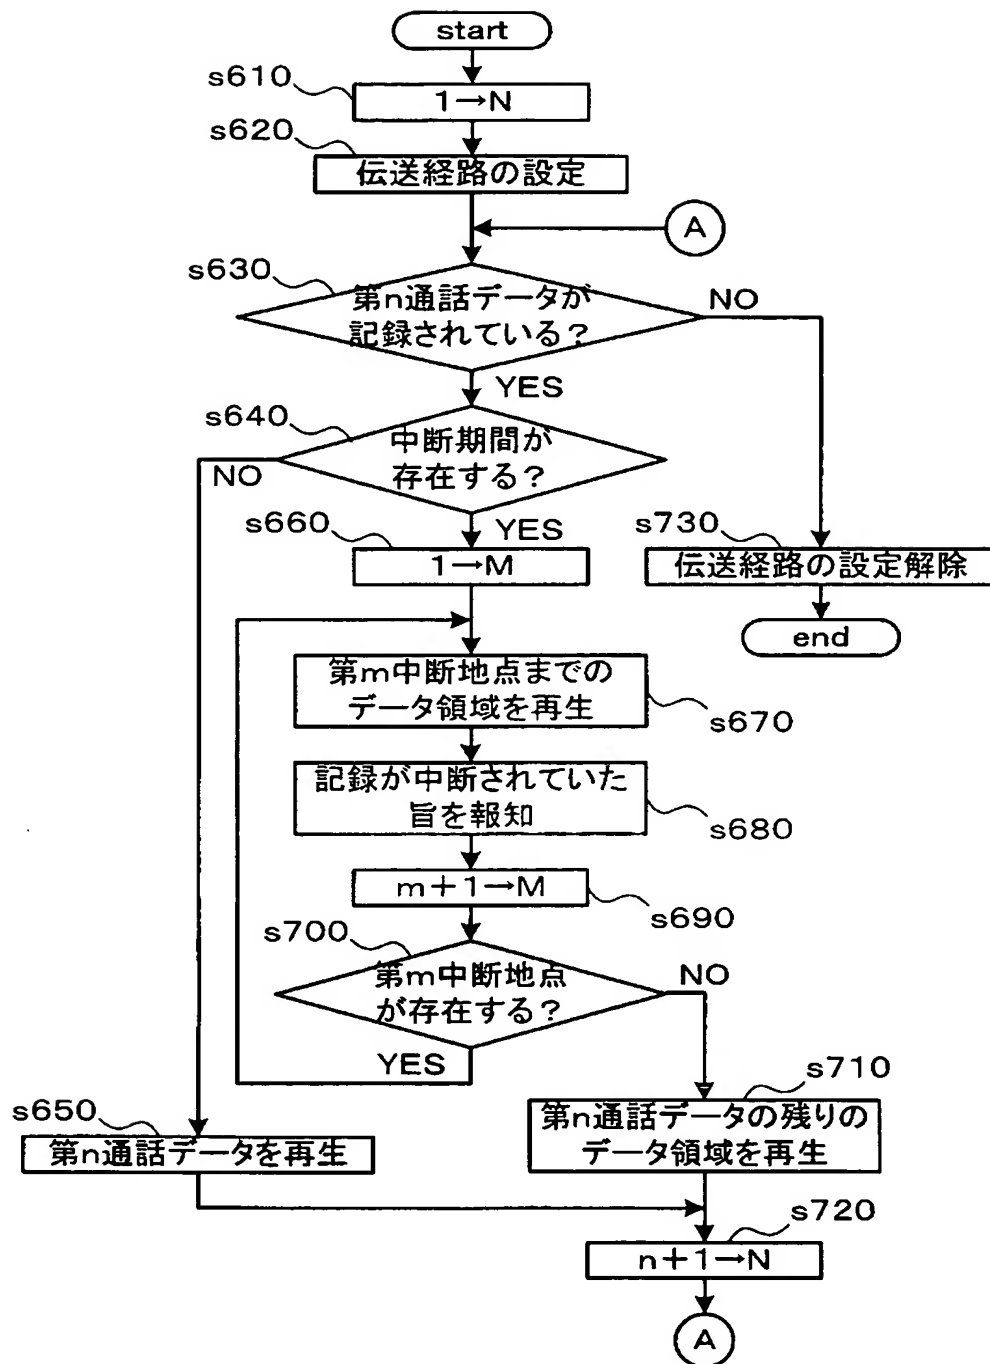 start
s610
1→N
s620
伝送経路の設定
A
s630
第n通話データが
記録されている?
NO
YES
s640
中断期間が
存在する?
NO
YES
s660
1→M
s730
伝送経路の設定解除
end
第m中断地点までの
データ領域を再生
s670
記録が中断されていた
旨を報知
s680
m+1→M
s690
s700
第m中断地点
が存在する?
NO
YES
s710
第n通話データの残りの
データ領域を再生
s650
第n通話データを再生
s720
n+1→N
A